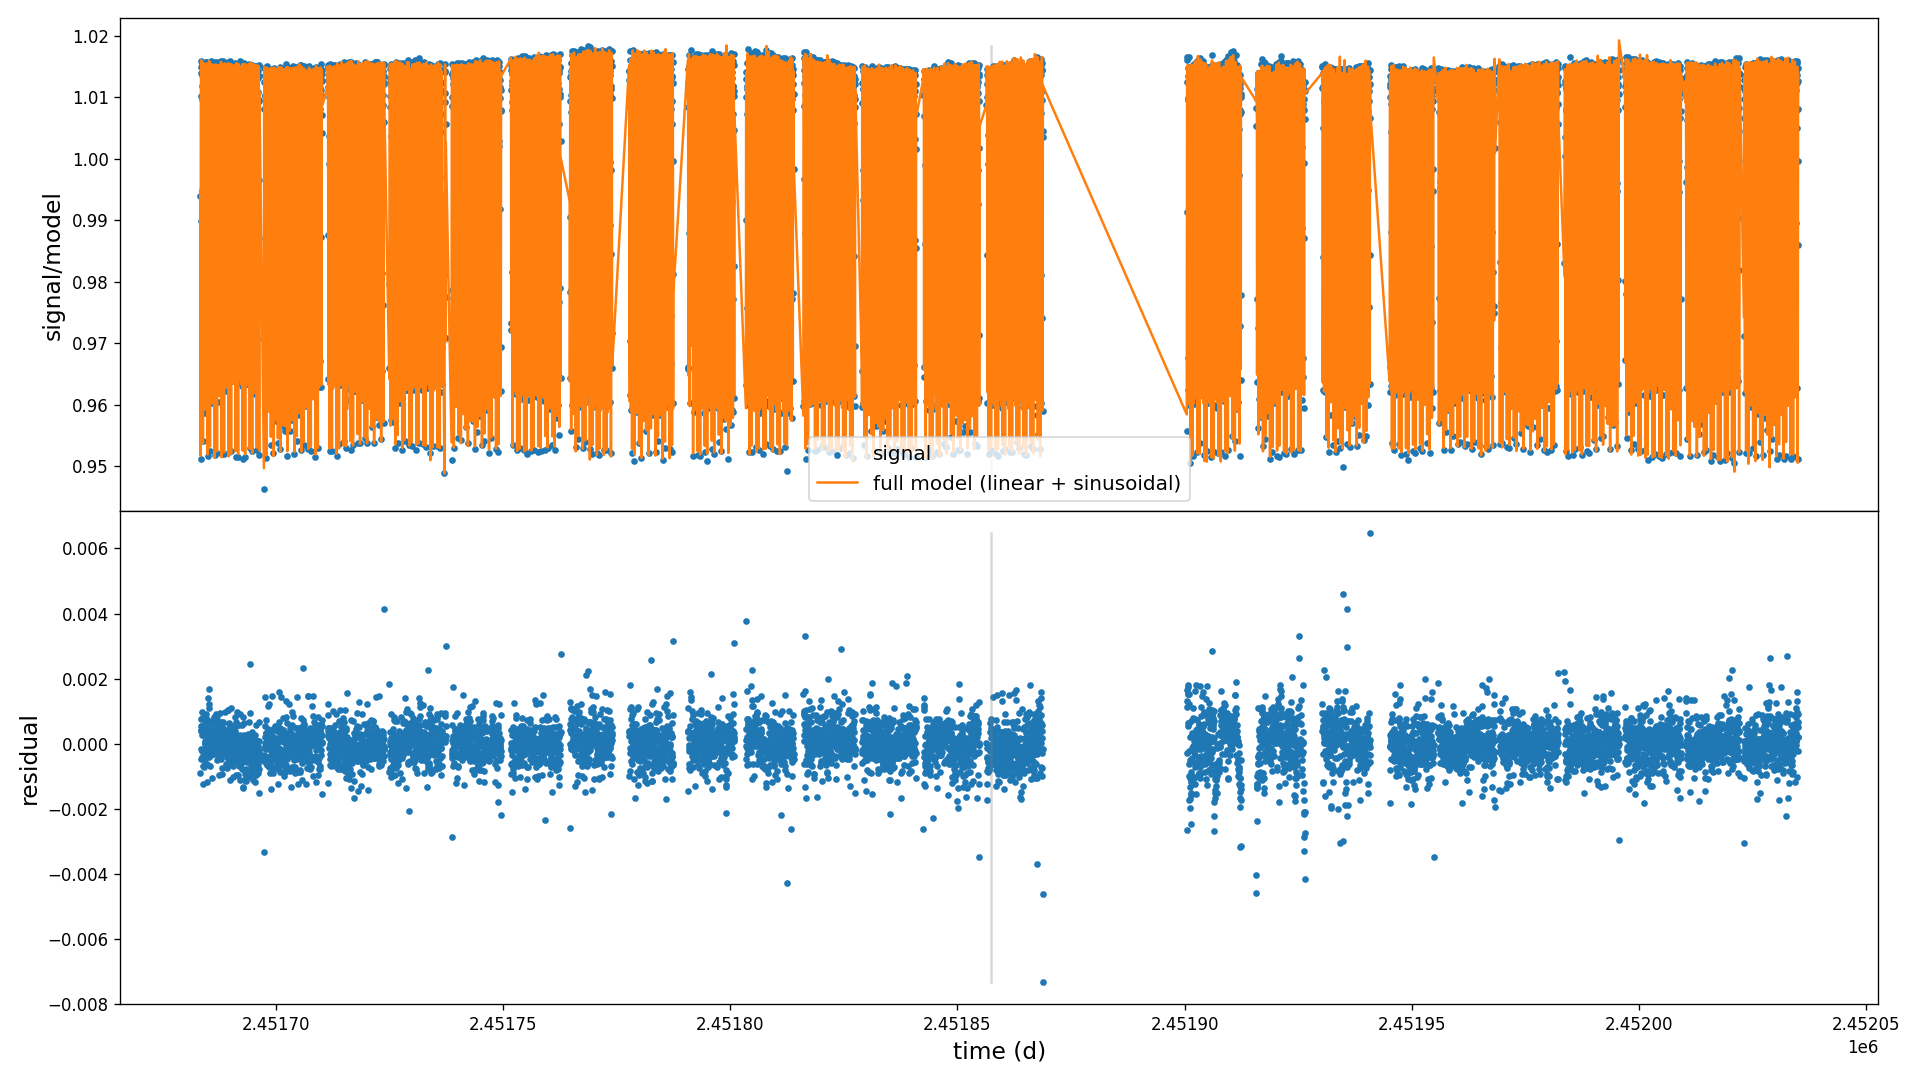 1.02
1.01
1.00
0.99
0.98
0.97
0.96
0.95
signal/model
signal
full model (linear + sinusoidal)
0.006
0.004
0.002
0.000
−0.002
−0.004
−0.006
−0.008
residual
2.45170 2.45175 2.45180 2.45185 2.45190 2.45195 2.45200 2.45205
1e6
time (d)